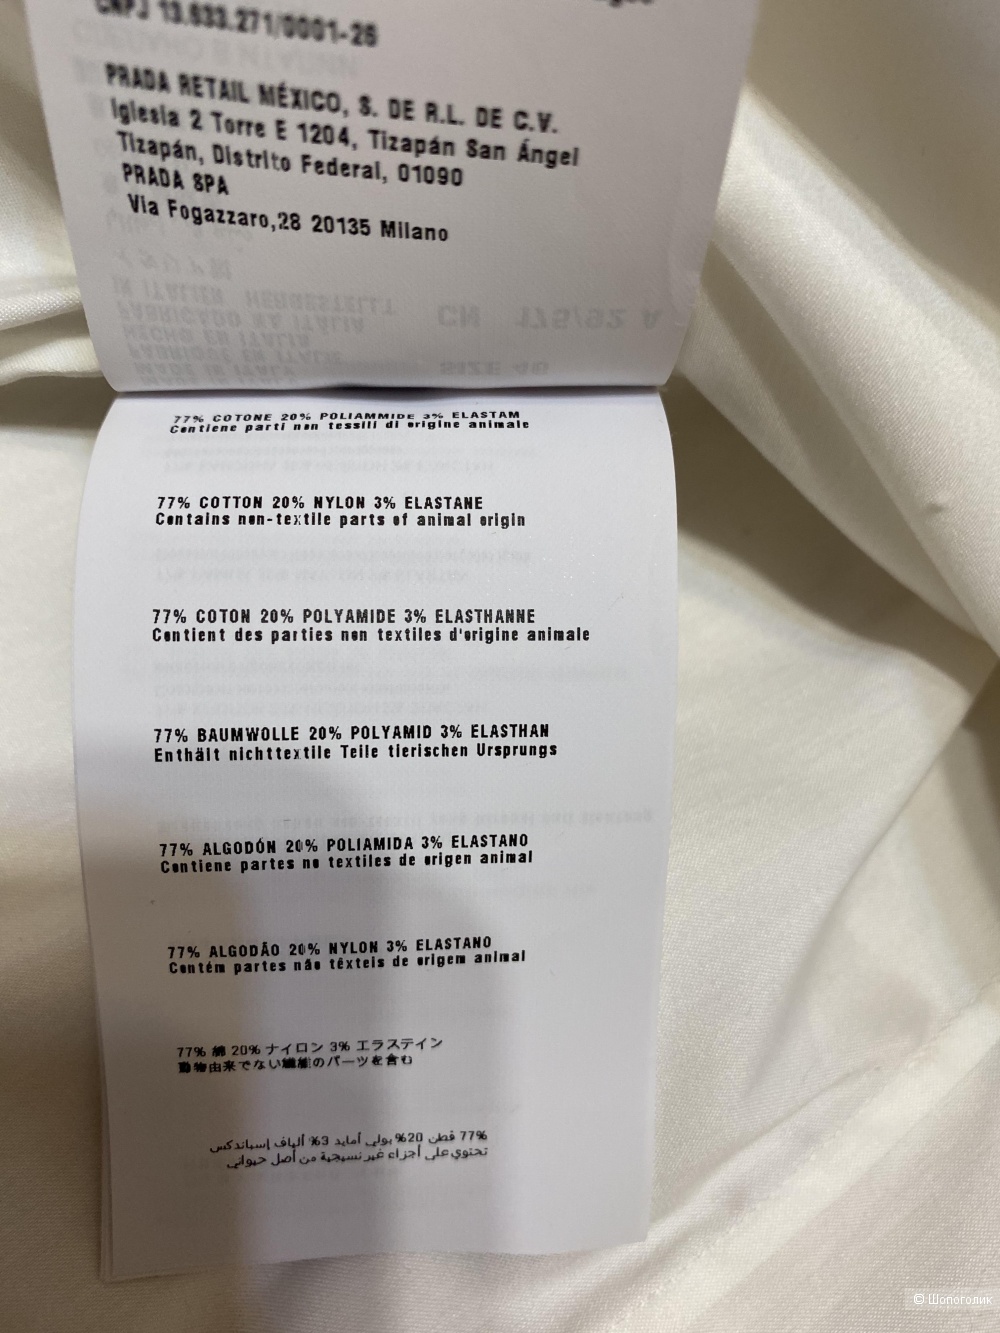 CNPJ 13.933.271/0001-26
PRADA RETAIL MÉXICO, S. DE R.L. DE C.V.
Iglesia 2 Torre E 1204, Tizapán San Ángel
Tizapán, Distrito Federal, 01090
PRADA SPA
Via Fogazzaro,28 20135 Milano
77% COTONE 20% POLIAMMIDE 3% ELASTAM
Contiene parti non tessili di origine animale
77% COTTON 20% NYLON 3% ELASTANE
Contains non-textile parts of animal origin
77% COTON 20% POLYAMIDE 3% ELASTHANNE
Contient des parties non textiles d'origine animale
77% BAUMWOLLE 20% POLYAMID 3% ELASTHAN
Enthält nichttextile Teile tierischen Ursprungs
77% ALGODÓN 20% POLIAMIDA 3% ELASTANO
Contiene partes no textiles de origen animal
77% ALGODÃO 20% NYLON 3% ELASTANO
Contém partes não têxteis de origem animal
77% 綿 20% ナイロン 3% エラステイン
動物由来でない繊維のパーツを含む
77% قطن 20% بولي أمايد 3% ألياف إسباندكس
تحتوي على أجزاء غير نسيجية من أصل حيواني
© Шопоголик